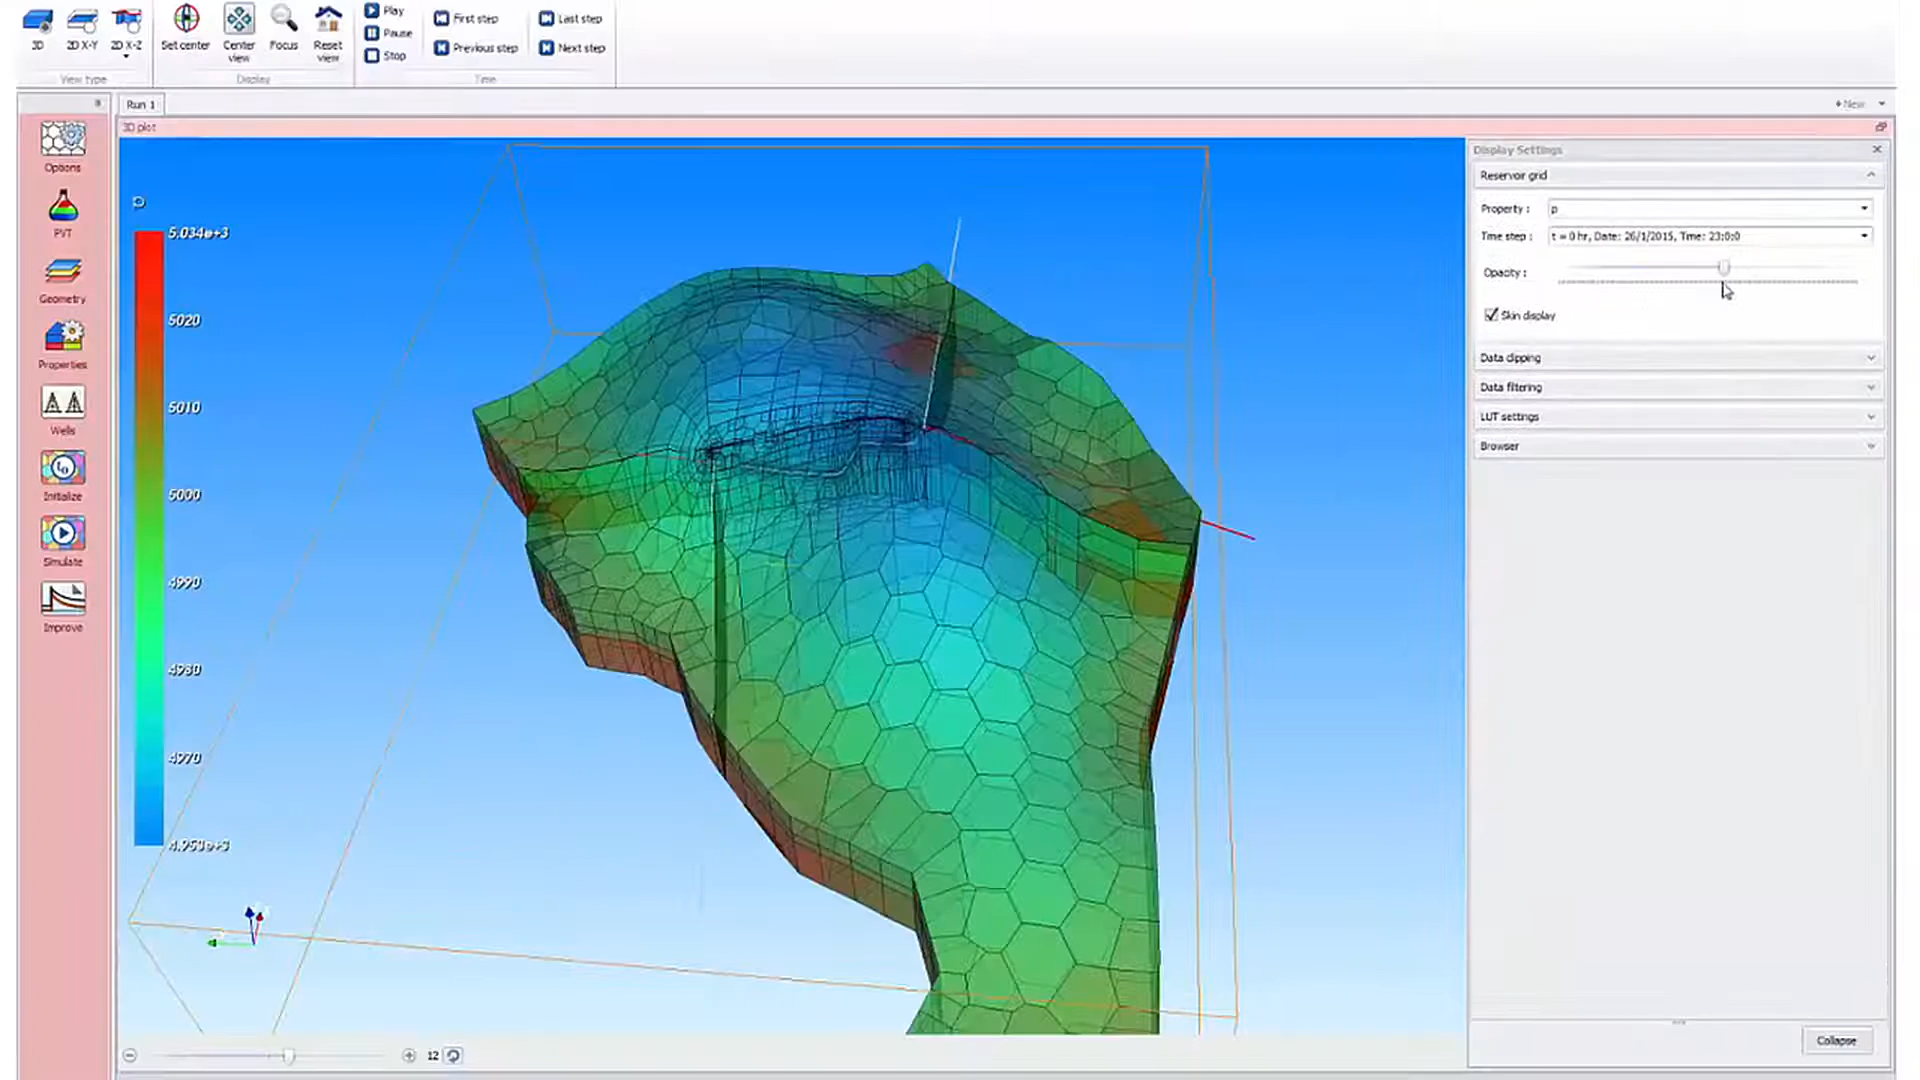 3D
2D X-Y
2D X-Z
View type
Set center
Center view
Focus
Reset view
Display
Play
Pause
Stop
First step
Previous step
Last step
Next step
Time
Run 1
New
3D plot
Options
PVT
Geometry
Properties
Wells
Initialize
Simulate
Improve
p
5.034e+3
5020
5010
5000
4990
4980
4970
4.953e+3
12
Display Settings
Reservoir grid
Property : p
Time step : t = 0 hr, Date: 26/1/2015, Time: 23:0:0
Opacity :
Skin display
Data clipping
Data filtering
LUT settings
Browser
Collapse